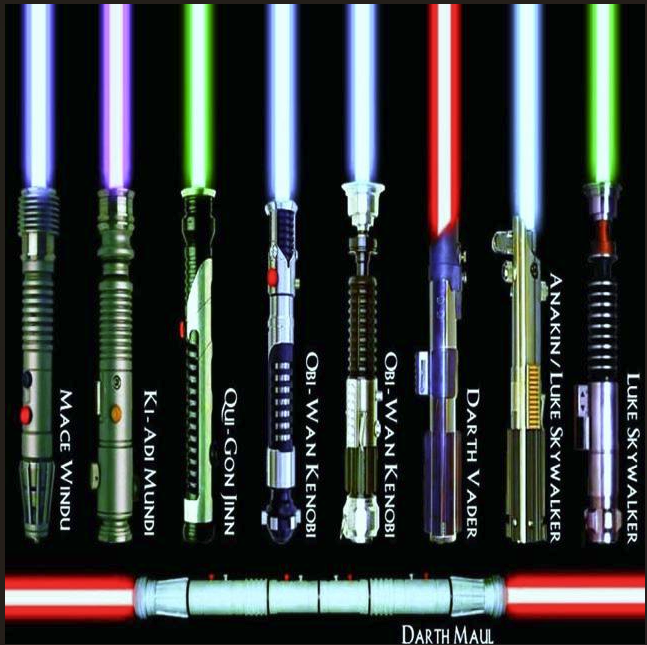 MACE WINDU
KI-ADI MUNDI
QUI-GON JINN
OBI-WAN KENOBI
OBI-WAN KENOBI
DARTH VADER
ANAKIN / LUKE SKYWALKER
LUKE SKYWALKER
DARTH MAUL